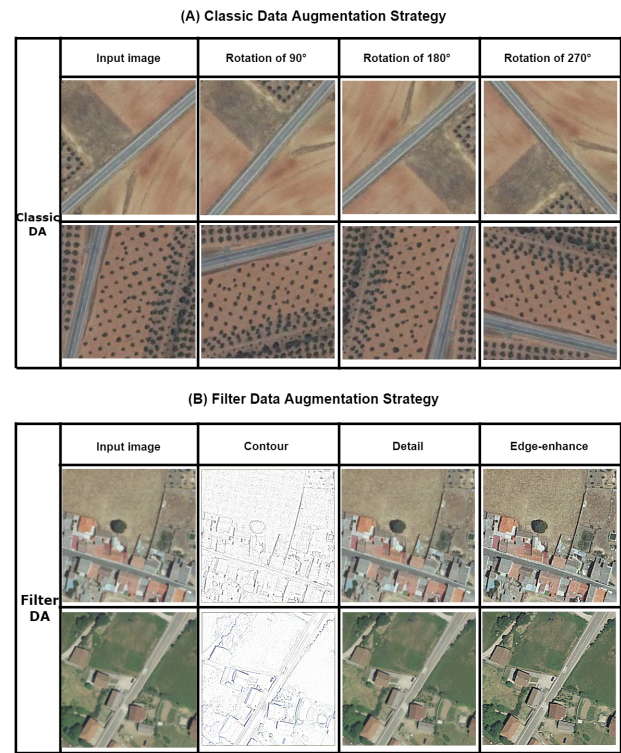 (A) Classic Data Augmentation Strategy
Input image
Rotation of 90°
Rotation of 180°
Rotation of 270°
Classic
DA
(B) Filter Data Augmentation Strategy
Input image
Contour
Detail
Edge-enhance
Filter
DA